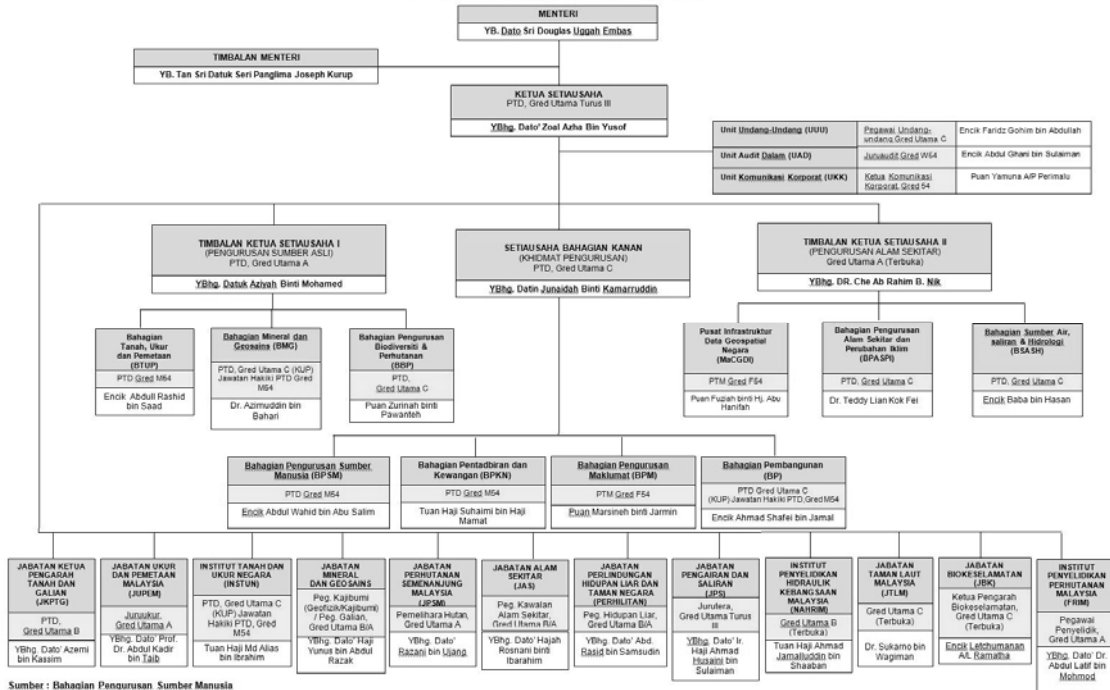 MENTERI
YB. Dato Sri Douglas Uggah Embas
TIMBALAN MENTERI
YB. Tan Sri Datuk Seri Panglima Joseph Kurup
KETUA SETIAUSAHA
PTD, Gred Utama Turus III
YBhg. Dato' Zoal Azha Bin Yusof
Unit Undang-Undang (UUU)
Pegawai Undang-
undang Gred Utama C
Encik Faridz Gohim bin Abdullah
Unit Audit Dalam (UAD)
Juruaudit Gred W54
Encik Abdul Ghani bin Sulaiman
Unit Komunikasi Korporat (UKK)
Ketua Komunikasi
Korporat, Gred 54
Puan Yamuna A/P Perimalu
TIMBALAN KETUA SETIAUSAHA I
(PENGURUSAN SUMBER ASLI)
PTD, Gred Utama A
YBhg. Datuk Aziyah Binti Mohamed
SETIAUSAHA BAHAGIAN KANAN
(KHIDMAT PENGURUSAN)
PTD, Gred Utama C
YBhg. Datin Junaidah Binti Kamarruddin
TIMBALAN KETUA SETIAUSAHA II
(PENGURUSAN ALAM SEKITAR)
Gred Utama A (Terbuka)
YBhg. DR. Che Ab Rahim B. Nik
Bahagian
Tanah, Ukur
dan Pemetaan
(BTUP)
PTD Gred M54
Encik Abdull Rashid
bin Saad
Bahagian Mineral dan
Geosains (BMG)
PTD, Gred Utama C (KUP)
Jawatan Hakiki PTD Gred
M54
Dr. Azimuddin bin
Bahari
Bahagian Pengurusan
Biodiversiti &
Perhutanan
(BBP)
PTD,
Gred Utama C
Puan Zurinah binti
Pawanteh
Pusat Infrastruktur
Data Geospatial
Negara
(MaCGDI)
PTM Gred F54
Puan Fuziah binti Hj. Abu
Hanifah
Bahagian Pengurusan
Alam Sekitar dan
Perubahan Iklim
(BPASPI)
PTD, Gred Utama C
Dr. Teddy Lian Kok Fei
Bahagian Sumber Air,
saliran & Hidrologi
(BSASH)
PTD, Gred Utama C
Encik Baba bin Hasan
Bahagian Pengurusan Sumber
Manusia (BPSM)
PTD Gred M54
Encik Abdul Wahid bin Abu Salim
Bahagian Pentadbiran dan
Kewangan (BPKN)
PTD Gred M54
Tuan Haji Suhaimi bin Haji
Mamat
Bahagian Pengurusan
Maklumat (BPM)
PTM Gred F54
Puan Marsineh binti Jarmin
Bahagian Pembangunan
(BP)
PTD Gred Utama C
(KUP) Jawatan Hakiki PTD,Gred M54
Encik Ahmad Shafei bin Jamal
JABATAN KETUA
PENGARAH
TANAH DAN
GALIAN
(JKPTG)
PTD,
Gred Utama B
YBhg. Dato' Azemi
bin Kassim
JABATAN UKUR
DAN PEMETAAN
MALAYSIA
(JUPEM)
Juruukur,
Gred Utama A
YBhg. Dato' Prof.
Dr. Abdul Kadir
bin Taib
INSTITUT TANAH DAN
UKUR NEGARA
(INSTUN)
PTD, Gred Utama C
(KUP) Jawatan
Hakiki PTD, Gred
M54
Tuan Haji Md Alias
bin Ibrahim
JABATAN
MINERAL
DAN GEOSAINS
Peg. Kajibumi
(Geofizik/Kajibumi)
/ Peg. Galian,
Gred Utama B/A
YBhg. Dato' Haji
Yunus bin Abdul
Razak
JABATAN
PERHUTANAN
SEMENANJUNG
MALAYSIA
(JPSM)
Pemelihara Hutan,
Gred Utama A
YBhg. Dato'
Razani bin Ujang
JABATAN ALAM
SEKITAR
(JAS)
Peg. Kawalan
Alam Sekitar,
Gred Utama B/A
YBhg. Dato' Hajah
Rosnani binti
Ibarahim
JABATAN
PERLINDUNGAN
HIDUPAN LIAR DAN
TAMAN NEGARA
(PERHILITAN)
Peg. Hidupan Liar,
Gred Utama B/A
YBhg. Dato' Abd.
Rasid bin Samsudin
JABATAN
PENGAIRAN DAN
SALIRAN
(JPS)
Jurutera,
Gred Utama Turus
III
YBhg. Dato' Ir.
Haji Ahmad
Husaini bin
Sulaiman
INSTITUT
PENYELIDIKAN
HIDRAULIK
KEBANGSAAN
MALAYSIA
(NAHRIM)
Gred Utama B
(Terbuka)
Tuan Haji Ahmad
Jamalluddin bin
Shaaban
JABATAN
TAMAN LAUT
MALAYSIA
(JTLM)
Gred Utama C
(Terbuka)
Dr. Sukarno bin
Wagiman
JABATAN
BIOKESELAMATAN
(JBK)
Ketua Pengarah
Biokeselamatan,
Gred Utama C
(Terbuka)
Encik Letchumanan
A/L Ramatha
INSTITUT
PENYELIDIKAN
PERHUTANAN
MALAYSIA
(FRIM)
Pegawai
Penyelidik,
Gred Utama A
YBhg. Dato' Dr.
Abdul Latif bin
Mohmod
Sumber : Bahagian Pengurusan Sumber Manusia